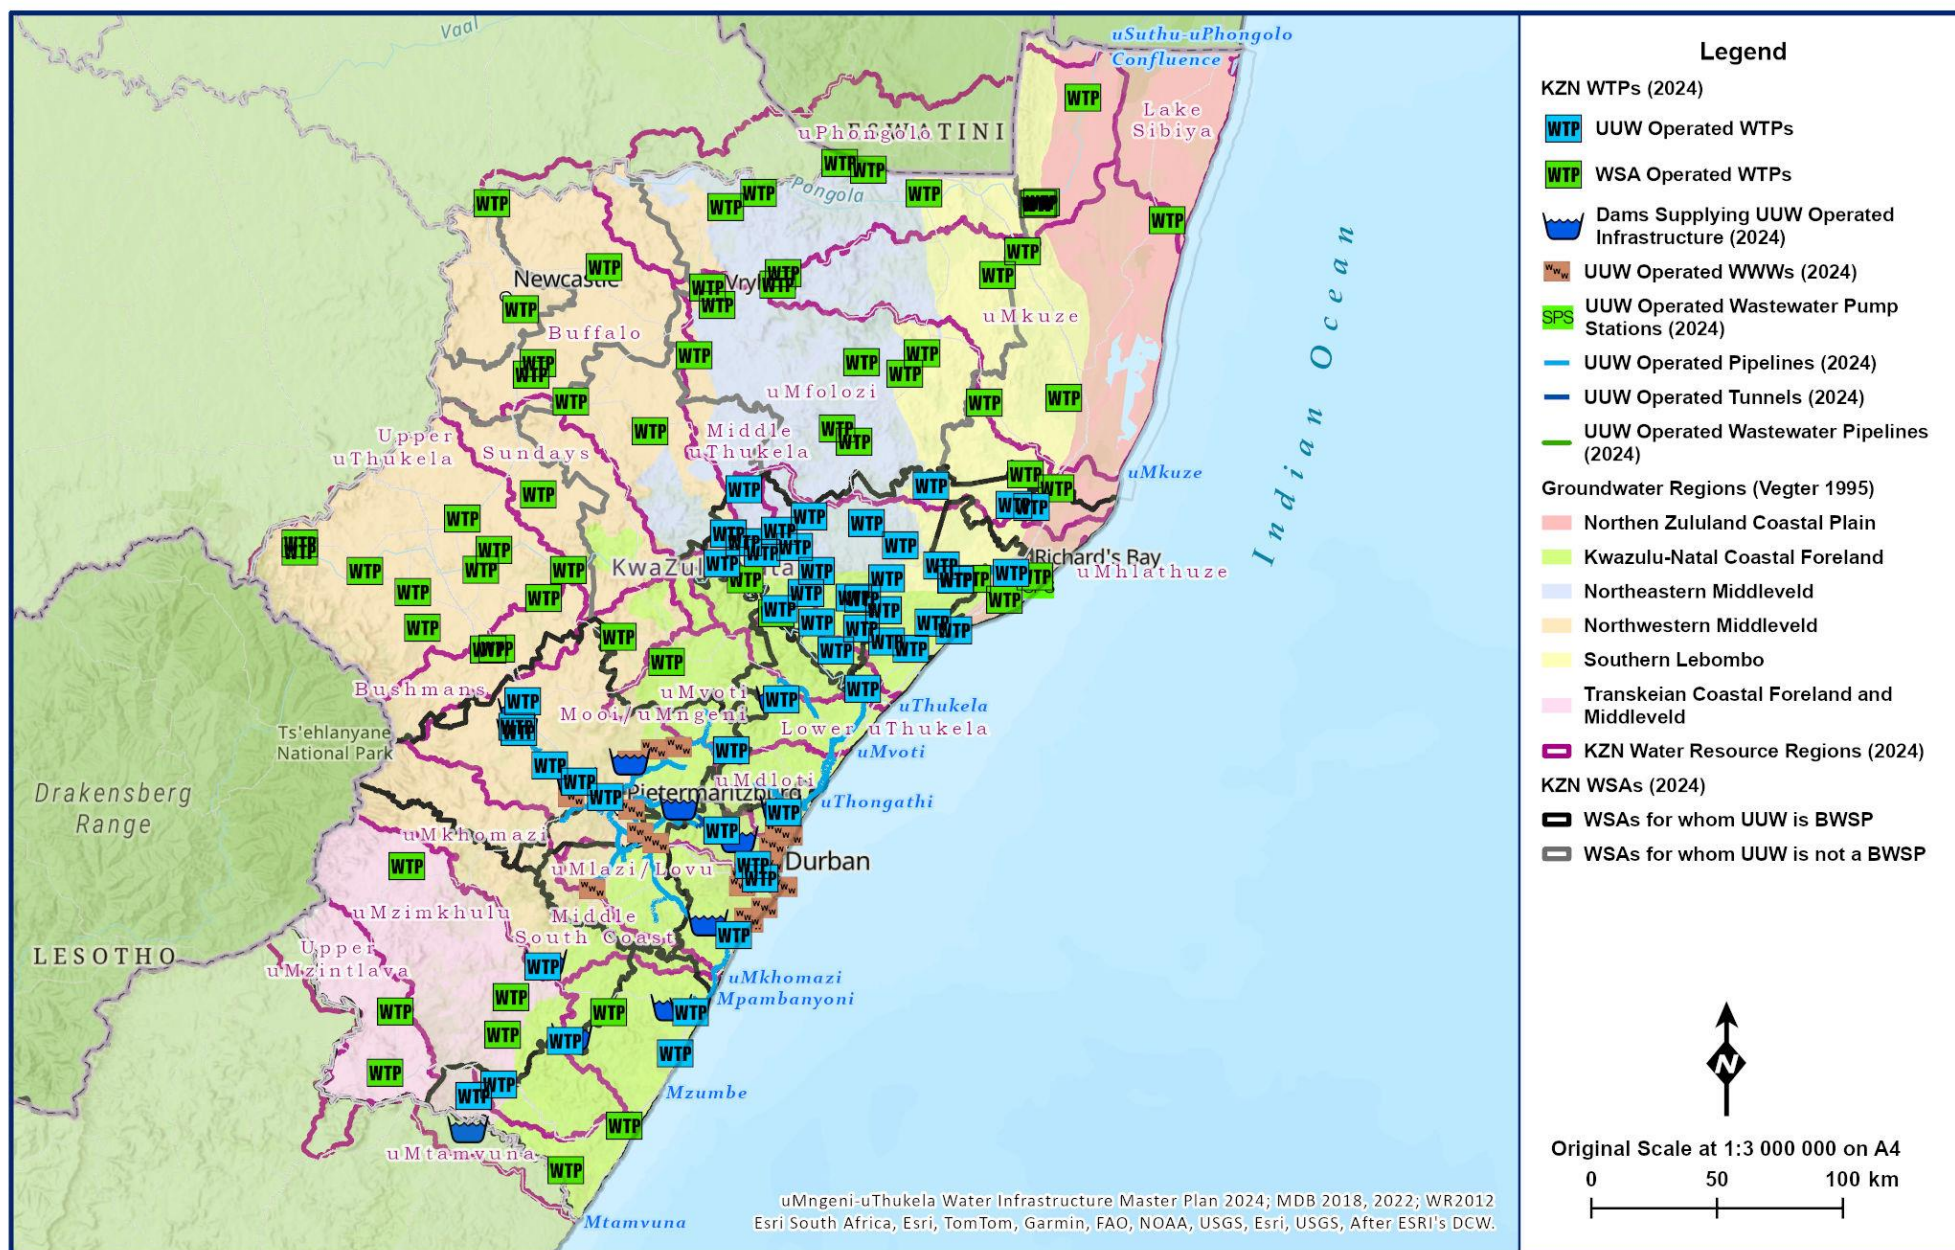 Vaal
uSuthu-uPhongolo
Confluence
Lake
Sibiya
uPhongolo
ESWATINI
Pongola
Newcastle
Buffalo
uMkuze
uMfolozi
Upper
uThukela
Sundays
Middle
uThukela
uMkuze
Indian Ocean
Richard's Bay
uMhlathuze
Bushmans
uMvoti
Mooi/uMngeni
Lower uThukela
uThukela
uMvoti
Ts'ehlanyane
National Park
uMdloti
Pietermaritzburg
uThongathi
Drakensberg
Range
uMkhomazi
uMlazi/Lovu
Durban
uMzimkhulu
Middle
South Coast
LESOTHO
Upper
uMzintlava
uMkhomazi
Mpambanyoni
Mzumbe
uMtamvuna
Mtamvuna
WTP
SPS
uMngeni-uThukela Water Infrastructure Master Plan 2024; MDB 2018, 2022; WR2012
Esri South Africa, Esri, TomTom, Garmin, FAO, NOAA, USGS, Esri, USGS, After ESRI's DCW.
Legend
KZN WTPs (2024)
WTP UUW Operated WTPs
WTP WSA Operated WTPs
Dams Supplying UUW Operated
Infrastructure (2024)
www UUW Operated WWWs (2024)
SPS UUW Operated Wastewater Pump
Stations (2024)
UUW Operated Pipelines (2024)
UUW Operated Tunnels (2024)
UUW Operated Wastewater Pipelines
(2024)
Groundwater Regions (Vegter 1995)
Northen Zululand Coastal Plain
Kwazulu-Natal Coastal Foreland
Northeastern Middleveld
Northwestern Middleveld
Southern Lebombo
Transkeian Coastal Foreland and
Middleveld
KZN Water Resource Regions (2024)
KZN WSAs (2024)
WSAs for whom UUW is BWSP
WSAs for whom UUW is not a BWSP
N
Original Scale at 1:3 000 000 on A4
0 50 100 km